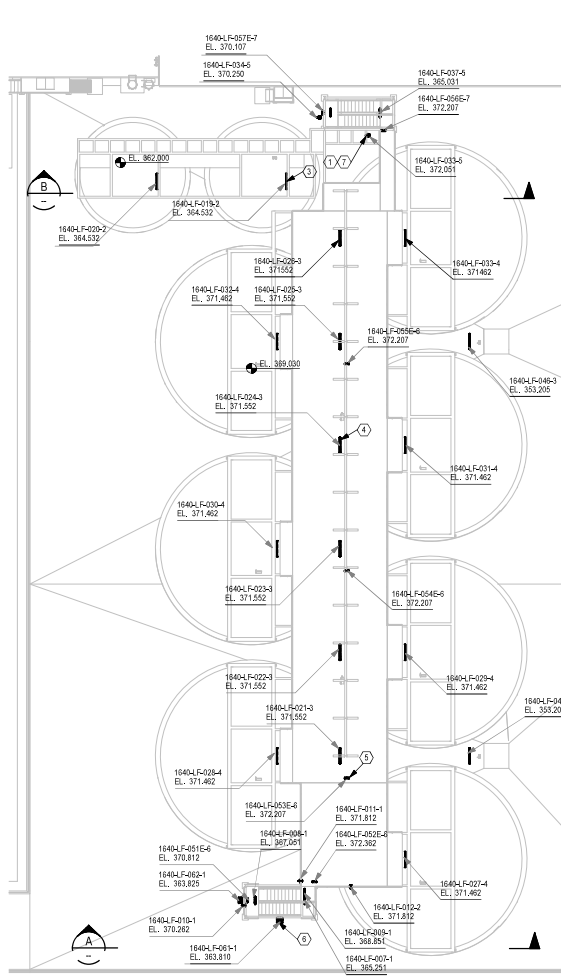 1640-LF-057E-7
EL. 370.107
1640-LF-034-5
EL. 370.250
1640-LF-037-5
EL. 365.031
1640-LF-056E-7
EL. 372.207
EL. 362.000
1
7
1640-LF-033-5
EL. 372.051
3
B
--
1640-LF-019-2
EL. 364.532
1640-LF-020-2
EL. 364.532
1640-LF-026-3
EL. 371552
1640-LF-033-4
EL. 371462
1640-LF-032-4
EL. 371.462
1640-LF-025-3
EL. 371.552
1640-LF-055E-6
EL. 372.207
EL. 369.030
1640-LF-046-3
EL. 353.205
1640-LF-024-3
EL. 371.552
4
1640-LF-031-4
EL. 371.462
1640-LF-030-4
EL. 371.462
1640-LF-023-3
EL. 371.552
1640-LF-054E-6
EL. 372.207
1640-LF-022-3
EL. 371.552
1640-LF-029-4
EL. 371.462
1640-LF-021-3
EL. 371.552
1640-LF-04
EL. 353.20
5
1640-LF-028-4
EL. 371.462
1640-LF-053E-6
EL. 372.207
1640-LF-011-1
EL. 371.812
1640-LF-008-1
EL. 367.051
1640-LF-052E-6
EL. 372.362
1640-LF-051E-6
EL. 370.812
1640-LF-062-1
EL. 363.825
1640-LF-027-4
EL. 371.462
1640-LF-012-2
EL. 371.812
1640-LF-010-1
EL. 370.262
1640-LF-009-1
EL. 368.851
A
--
6
1640-LF-061-1
EL. 363.810
1640-LF-007-1
EL. 365.251